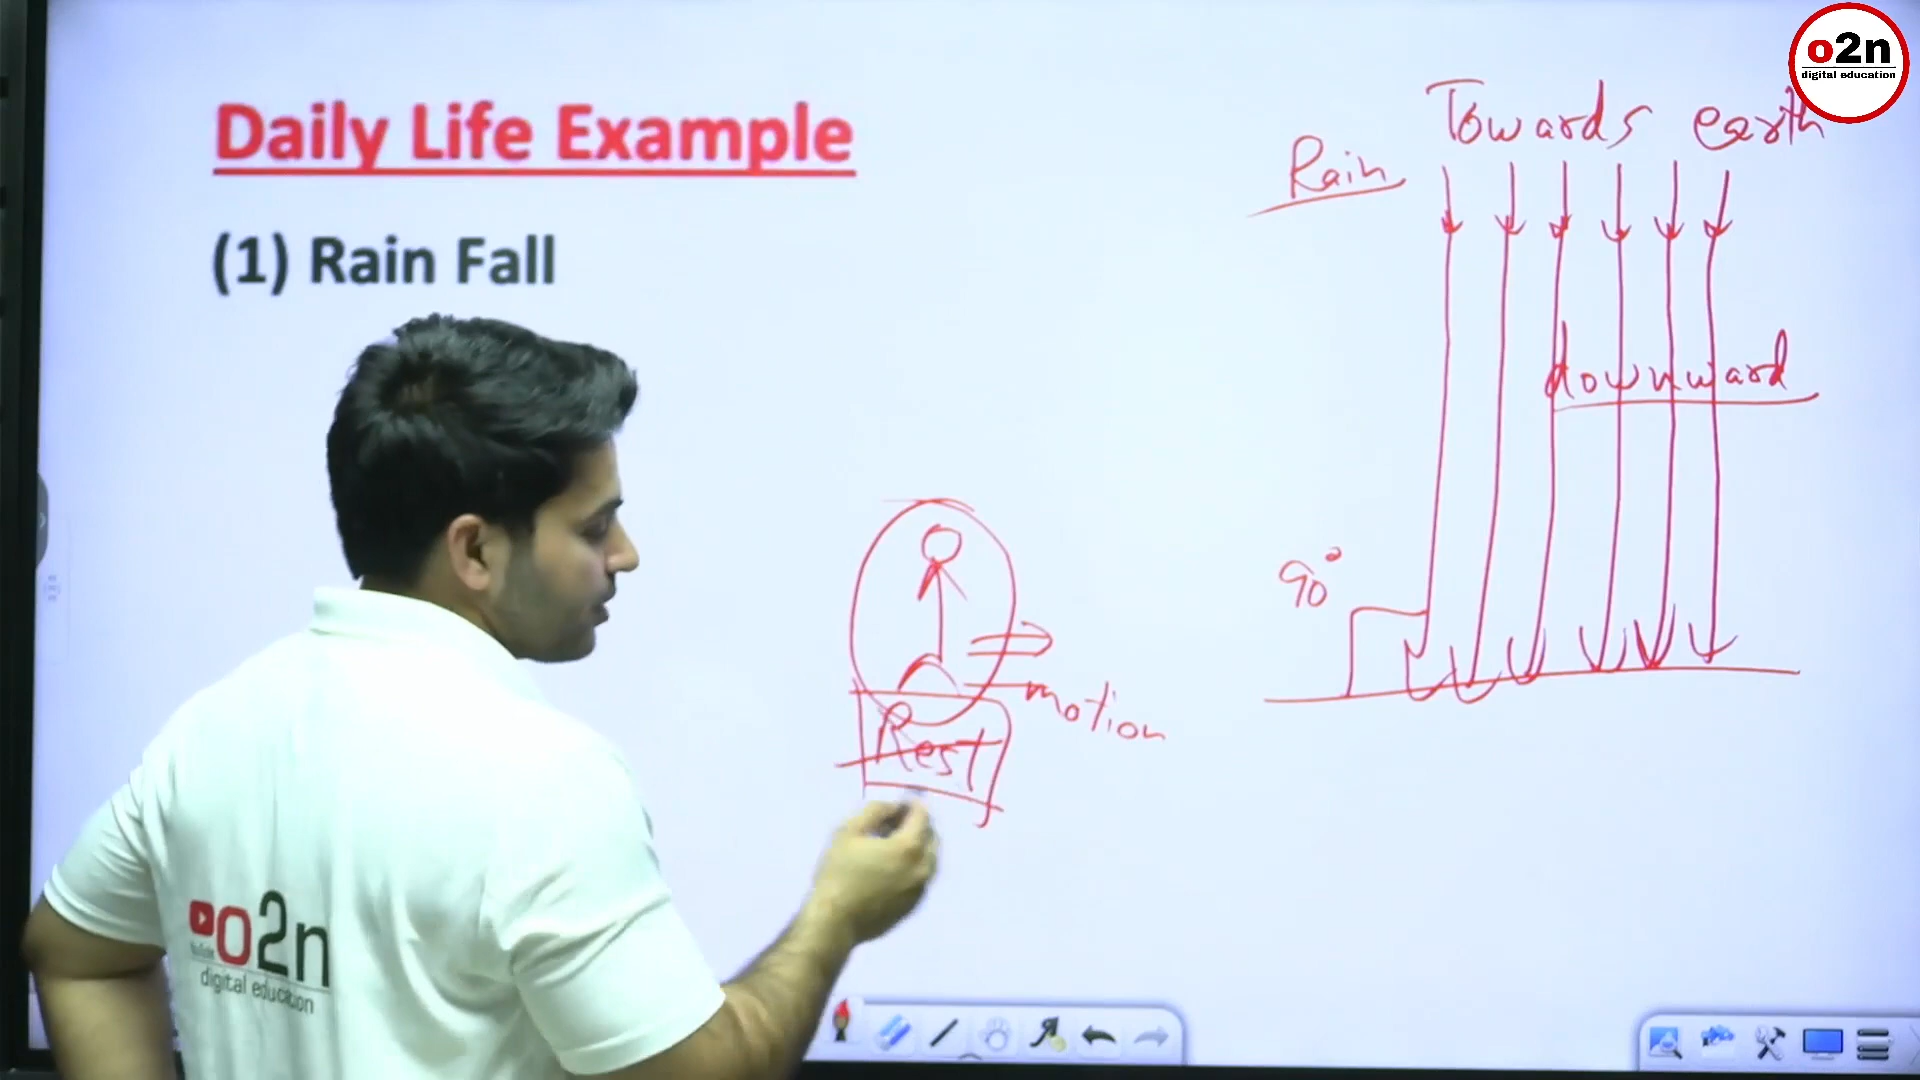 o2n
digital education
Daily Life Example
(1) Rain Fall
Towards earth
Rain
downward
90°
motion
Rest
YouTube
o2n
digital education